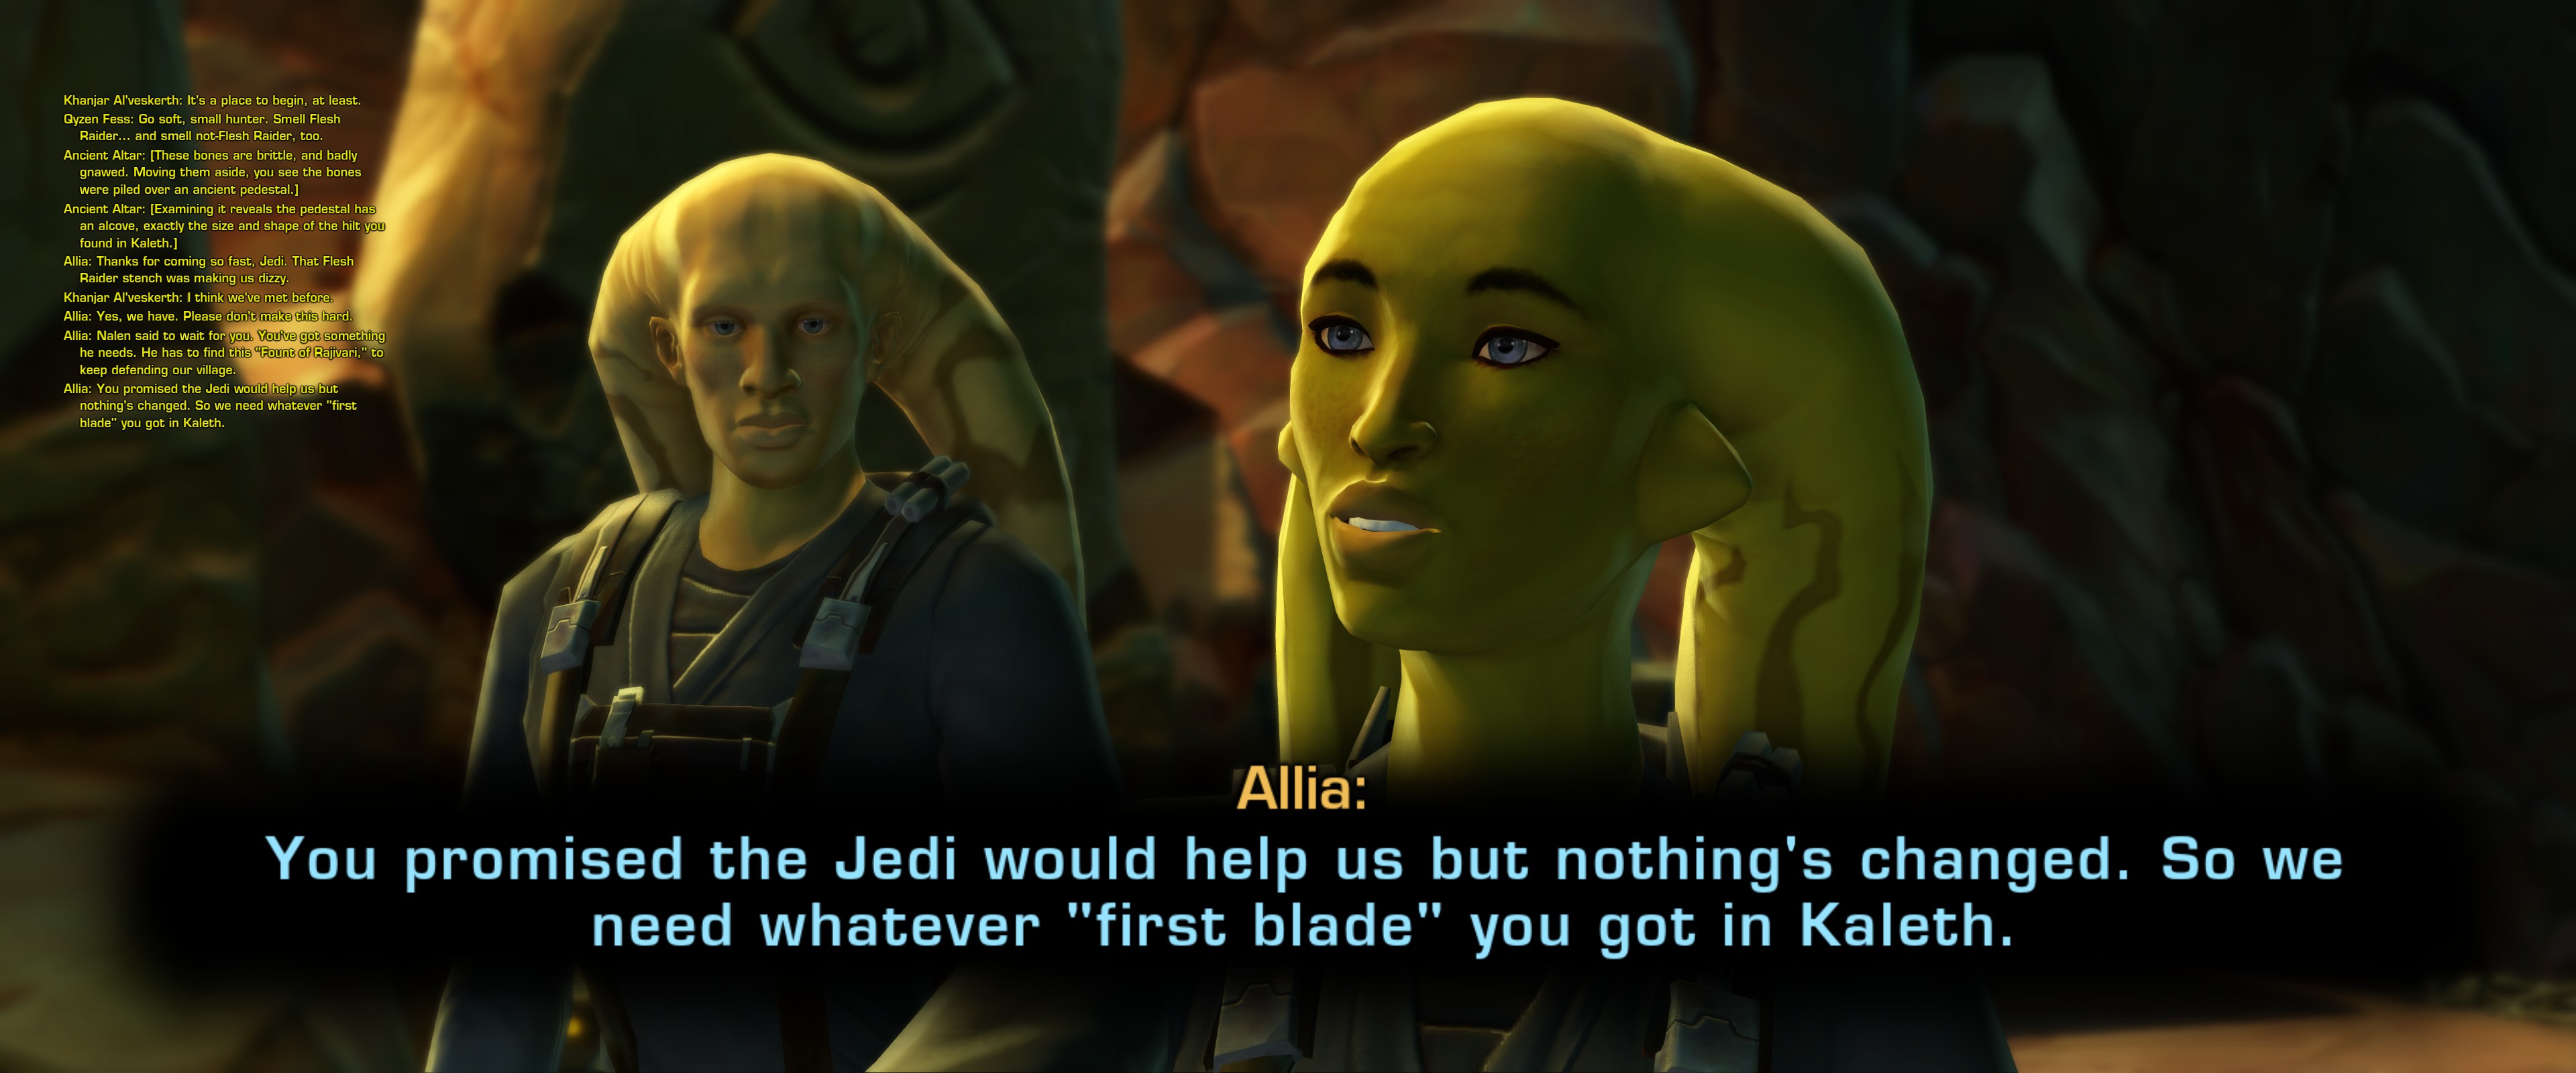 Khanjar Al'veskerth: It's a place to begin, at least.
Qyzen Fess: Go soft, small hunter. Smell Flesh
Raider... and smell not-Flesh Raider, too.
Ancient Altar: [These bones are brittle, and badly
gnawed. Moving them aside, you see the bones
were piled over an ancient pedestal.]
Ancient Altar: [Examining it reveals the pedestal has
an alcove, exactly the size and shape of the hilt you
found in Kaleth.]
Allia: Thanks for coming so fast, Jedi. That Flesh
Raider stench was making us dizzy.
Khanjar Al'veskerth: I think we've met before.
Allia: Yes, we have. Please don't make this hard.
Allia: Nalen said to wait for you. You've got something
he needs. He has to find this "Fount of Rajivari," to
keep defending our village.
Allia: You promised the Jedi would help us but
nothing's changed. So we need whatever "first
blade" you got in Kaleth.
Allia:
You promised the Jedi would help us but nothing's changed. So we
need whatever "first blade" you got in Kaleth.